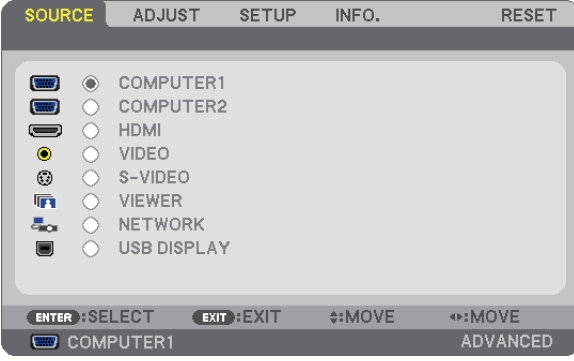 SOURCE ADJUST SETUP INFO. RESET
COMPUTER1
COMPUTER2
HDMI
VIDEO
S-VIDEO
VIEWER
NETWORK
USB DISPLAY
ENTER :SELECT EXIT :EXIT :MOVE :MOVE
COMPUTER1 ADVANCED